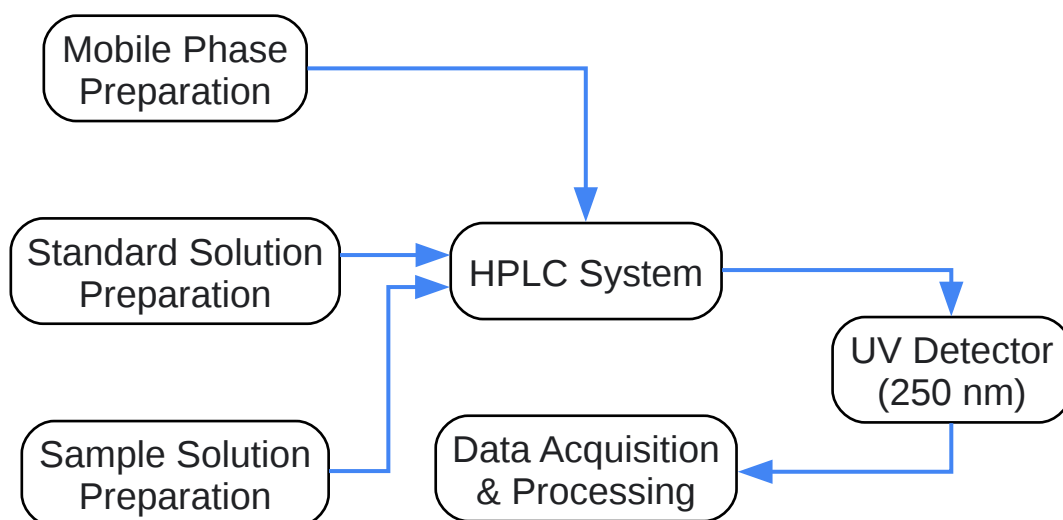 Mobile Phase
Preparation
Standard Solution
Preparation
HPLC System
UV Detector
(250 nm)
Sample Solution
Preparation
Data Acquisition
& Processing